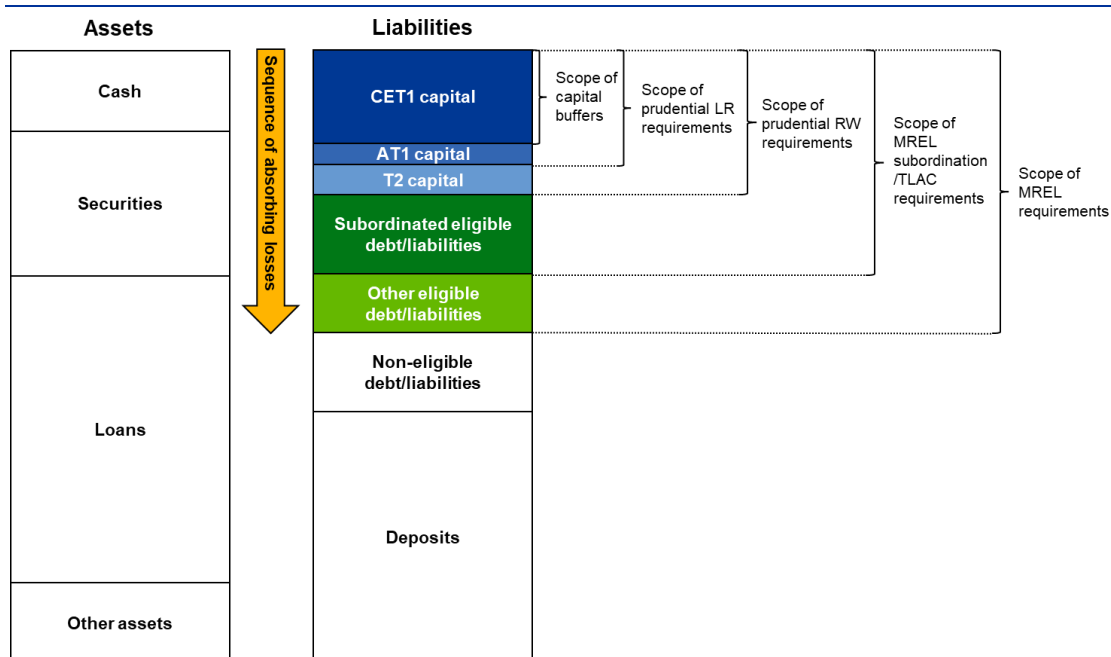 Assets
Liabilities
Cash
Securities
Loans
Other assets
Sequence of absorbing losses
CET1 capital
AT1 capital
T2 capital
Subordinated eligible
debt/liabilities
Other eligible
debt/liabilities
Non-eligible
debt/liabilities
Deposits
Scope of
capital
buffers
Scope of
prudential LR
requirements
Scope of
prudential RW
requirements
Scope of
MREL
subordination
/TLAC
requirements
Scope of
MREL
requirements